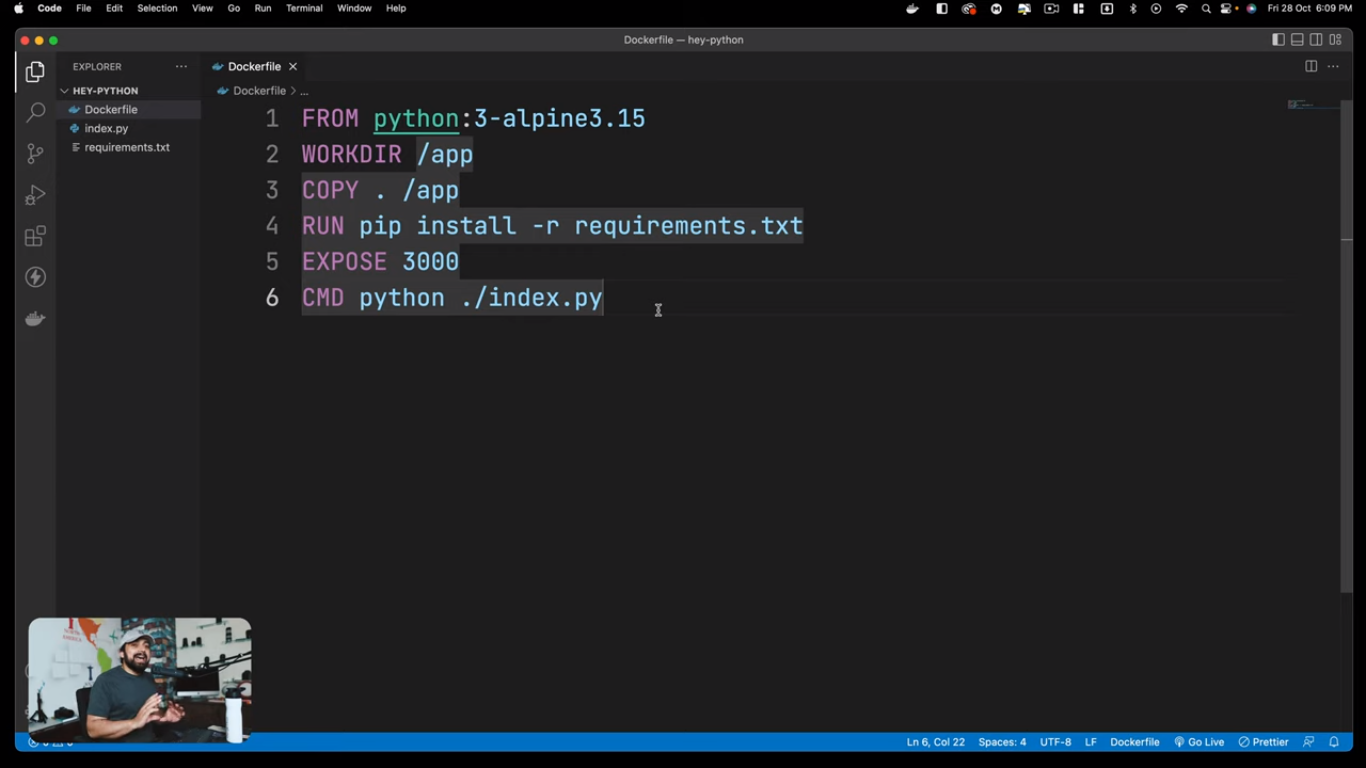 Code File Edit Selection View Go Run Terminal Window Help Fri 28 Oct 6:09 PM
Dockerfile — hey-python
EXPLORER ··· Dockerfile
HEY-PYTHON Dockerfile > ...
Dockerfile
index.py
requirements.txt
1 FROM python:3-alpine3.15
2 WORKDIR /app
3 COPY . /app
4 RUN pip install -r requirements.txt
5 EXPOSE 3000
6 CMD python ./index.py
NORTH
AMERICA
Ln 6, Col 22 Spaces: 4 UTF-8 LF Dockerfile Go Live Prettier